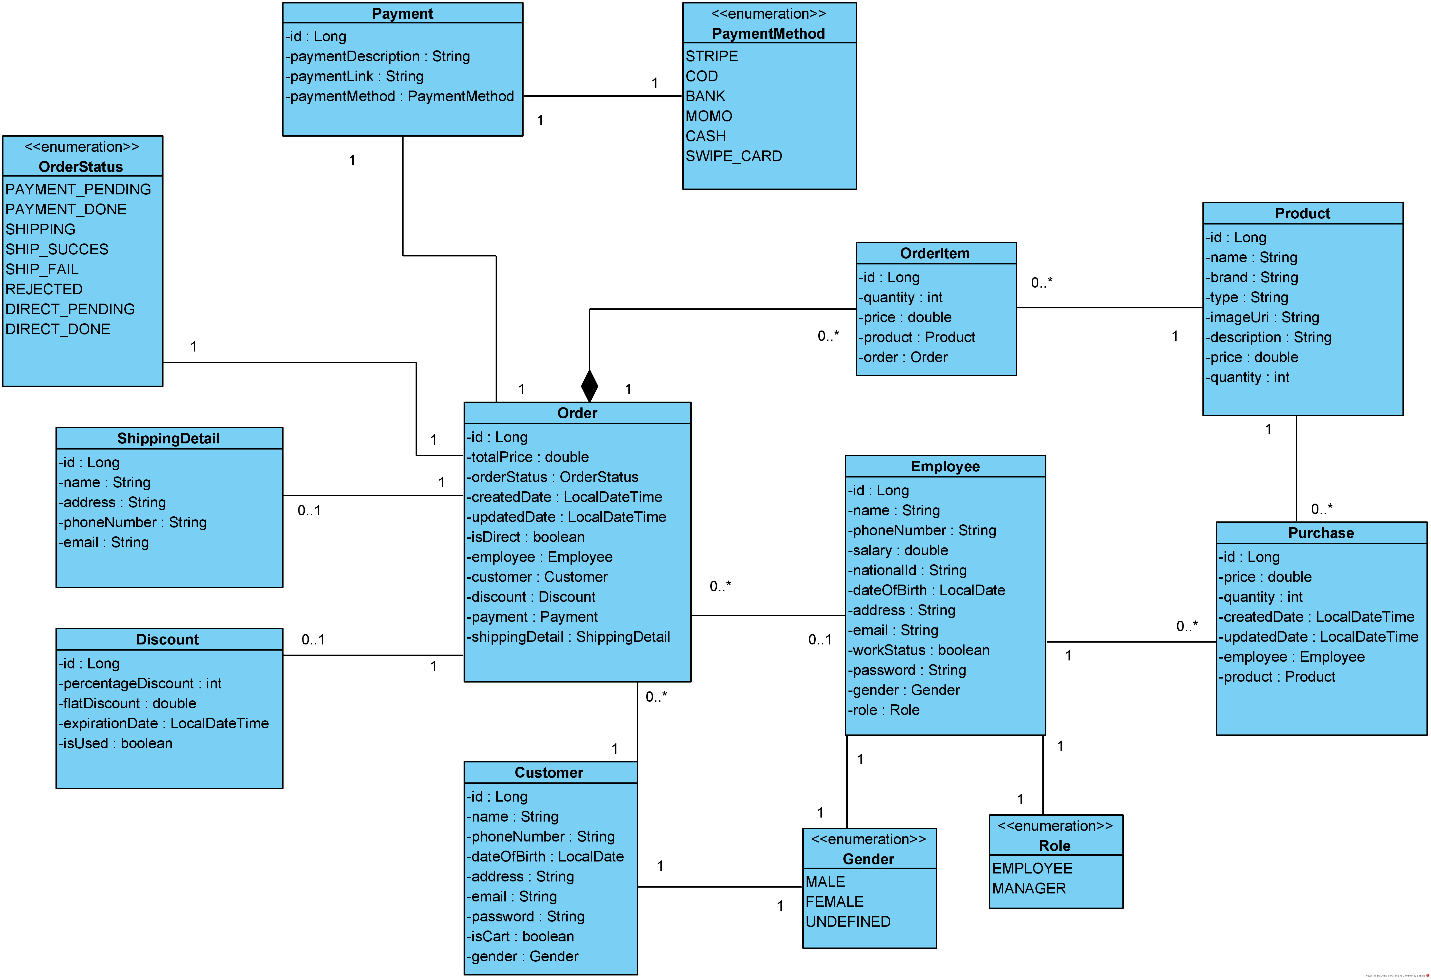 Payment
-id : Long
-paymentDescription : String
-paymentLink : String
-paymentMethod : PaymentMethod
<<enumeration>>
PaymentMethod
STRIPE
COD
BANK
MOMO
CASH
SWIPE_CARD
1
1
1
<<enumeration>>
OrderStatus
PAYMENT_PENDING
PAYMENT_DONE
SHIPPING
SHIP_SUCCES
SHIP_FAIL
REJECTED
DIRECT_PENDING
DIRECT_DONE
1
OrderItem
-id : Long
-quantity : int
-price : double
-product : Product
-order : Order
0..*
0..*
1
Product
-id : Long
-name : String
-brand : String
-type : String
-imageUri : String
-description : String
-price : double
-quantity : int
1
1
1
1
ShippingDetail
-id : Long
-name : String
-address : String
-phoneNumber : String
-email : String
1
0..1
Order
-id : Long
-totalPrice : double
-orderStatus : OrderStatus
-createdDate : LocalDateTime
-updatedDate : LocalDateTime
-isDirect : boolean
-employee : Employee
-customer : Customer
-discount : Discount
-payment : Payment
-shippingDetail : ShippingDetail
0..*
0..1
Employee
-id : Long
-name : String
-phoneNumber : String
-salary : double
-nationalId : String
-dateOfBirth : LocalDate
-address : String
-email : String
-workStatus : boolean
-password : String
-gender : Gender
-role : Role
0..*
0..*
1
Purchase
-id : Long
-price : double
-quantity : int
-createdDate : LocalDateTime
-updatedDate : LocalDateTime
-employee : Employee
-product : Product
Discount
-id : Long
-percentageDiscount : int
-flatDiscount : double
-expirationDate : LocalDateTime
-isUsed : boolean
0..1
1
0..*
1
Customer
-id : Long
-name : String
-phoneNumber : String
-dateOfBirth : LocalDate
-address : String
-email : String
-password : String
-isCart : boolean
-gender : Gender
1
1
1
1
<<enumeration>>
Gender
MALE
FEMALE
UNDEFINED
1
1
<<enumeration>>
Role
EMPLOYEE
MANAGER